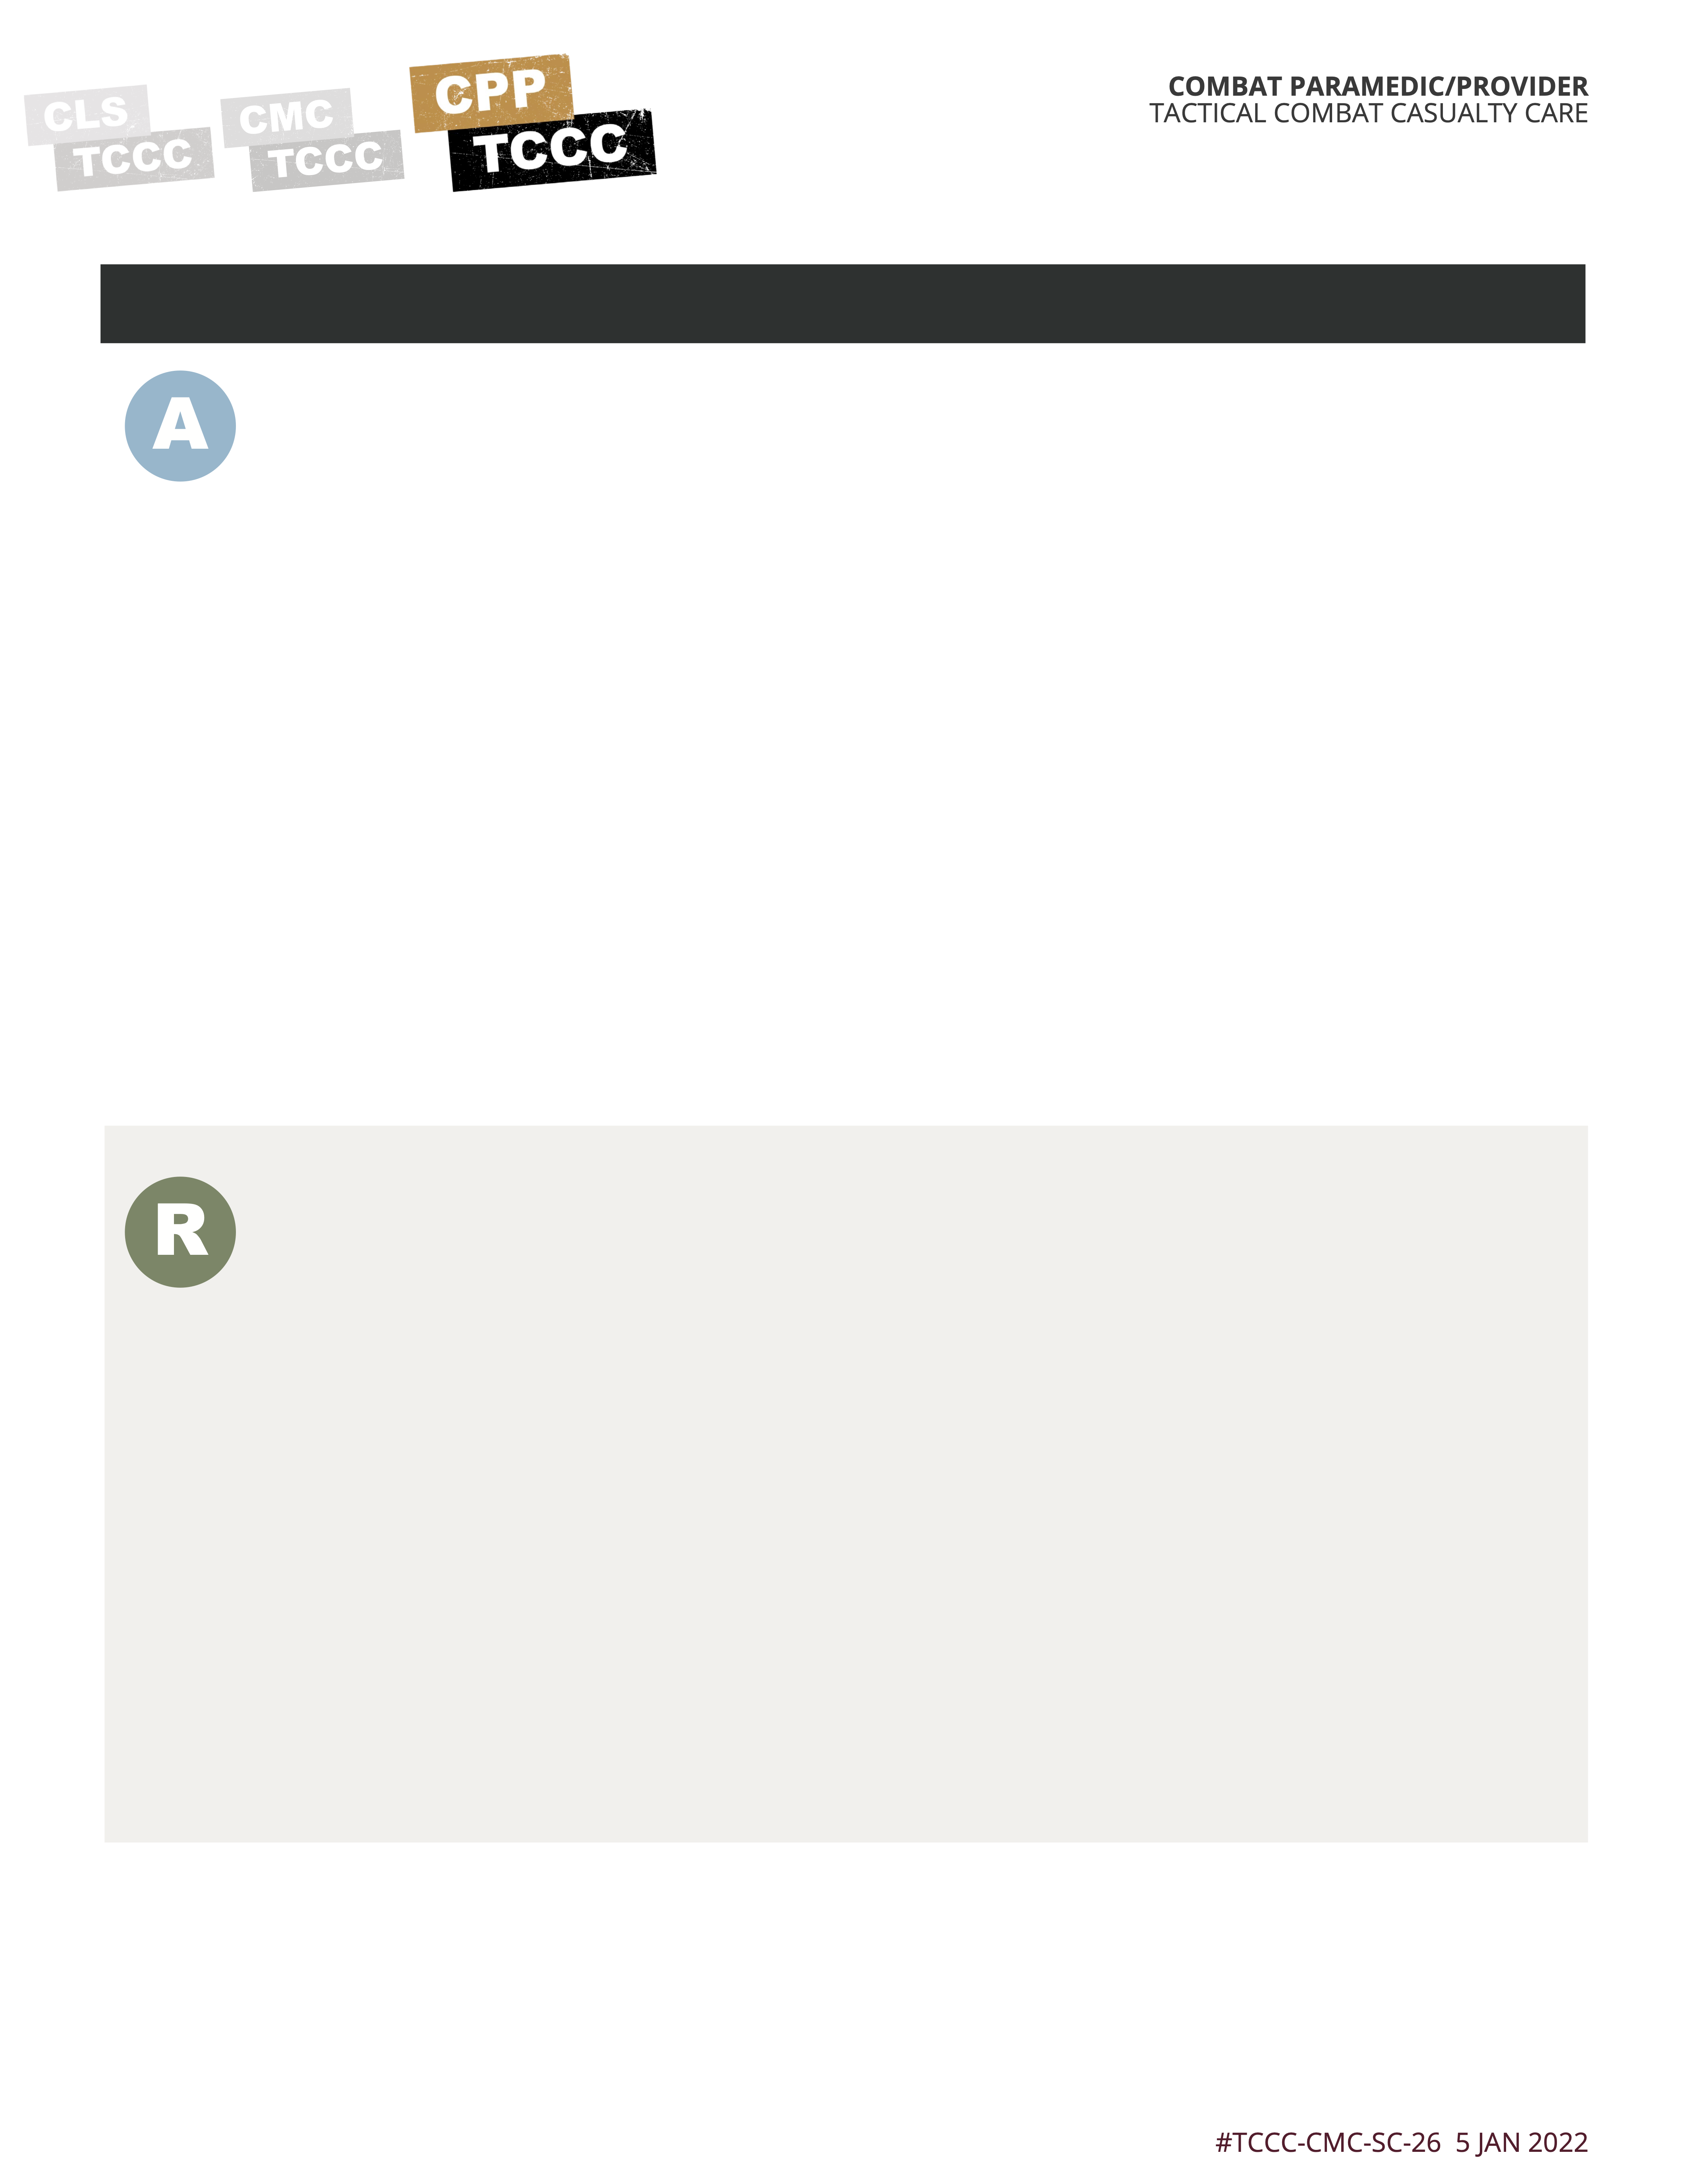 CLS
TCCC
CMC
TCCC
CPP
TCCC
COMBAT PARAMEDIC/PROVIDER
TACTICAL COMBAT CASUALTY CARE
A
R
#TCCC-CMC-SC-26 5 JAN 2022